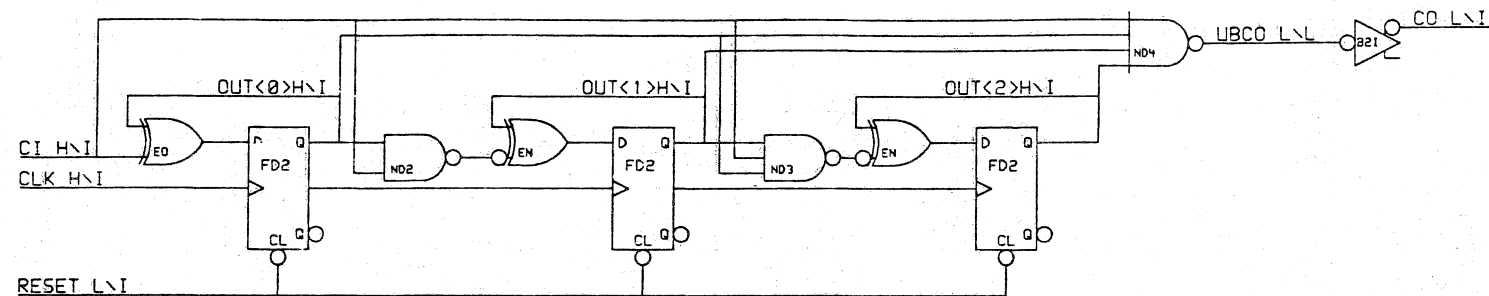 CO L\I
UBCO L\L
B21
ND4
OUT<0>H\I
OUT<1>H\I
OUT<2>H\I
CI H\I
EO
D Q
FD2
ND2
EN
D Q
FD2
ND3
EN
D Q
FD2
CLK H\I
Q
CL
Q
CL
Q
CL
RESET L\I